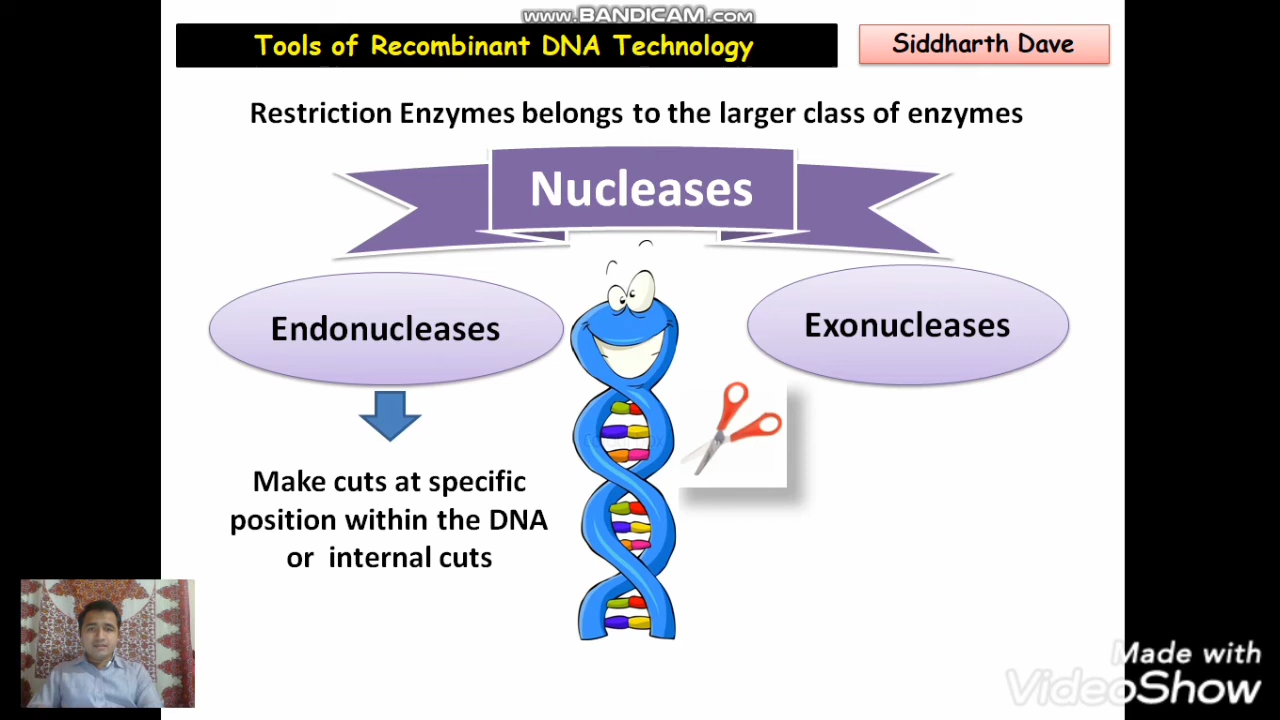 www.BANDICAM.com
Tools of Recombinant DNA Technology
Siddharth Dave
Restriction Enzymes belongs to the larger class of enzymes
Nucleases
Endonucleases
Exonucleases
Make cuts at specific
position within the DNA
or internal cuts
Made with
VideoShow